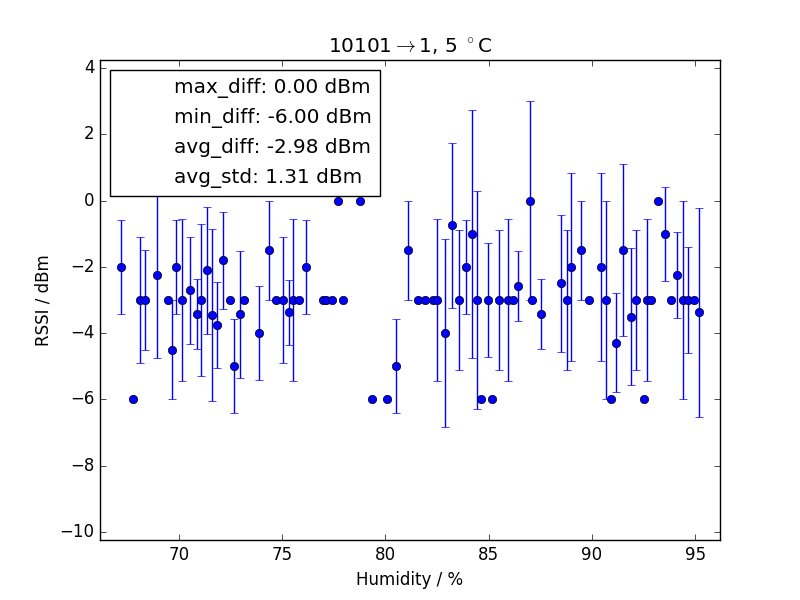 10101→1, 5 °C
max_diff: 0.00 dBm
min_diff: -6.00 dBm
avg_diff: -2.98 dBm
avg_std: 1.31 dBm
4
2
0
−2
−4
−6
−8
−10
RSSI / dBm
70 75 80 85 90 95
Humidity / %